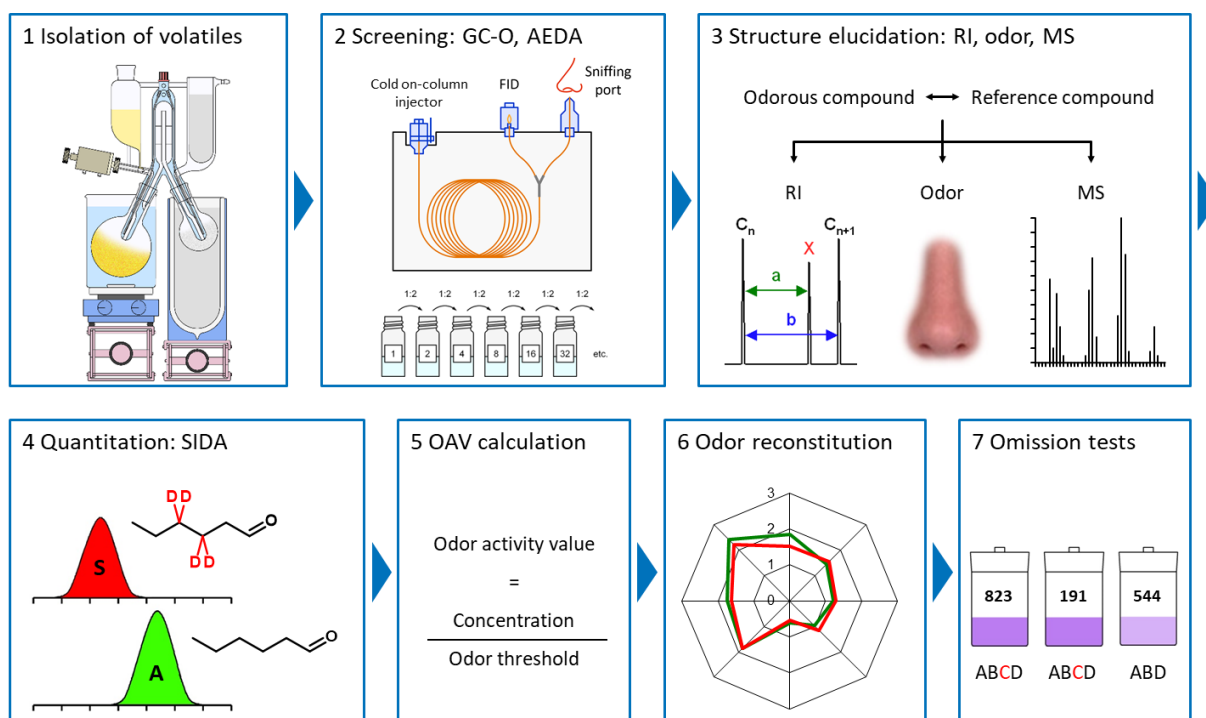 1 Isolation of volatiles
2 Screening: GC-O, AEDA
Cold on-column
injector
FID
Sniffing
port
1:2 1:2 1:2 1:2 1:2 1:2
1 2 4 8 16 32 etc.
3 Structure elucidation: RI, odor, MS
Odorous compound Reference compound
RI Odor MS
Cn Cn+1
X
a
b
4 Quantitation: SIDA
D D
O
D D
S
O
A
5 OAV calculation
Odor activity value
=
Concentration
Odor threshold
6 Odor reconstitution
3
2
1
0
7 Omission tests
823 191 544
ABCD ABCD ABD